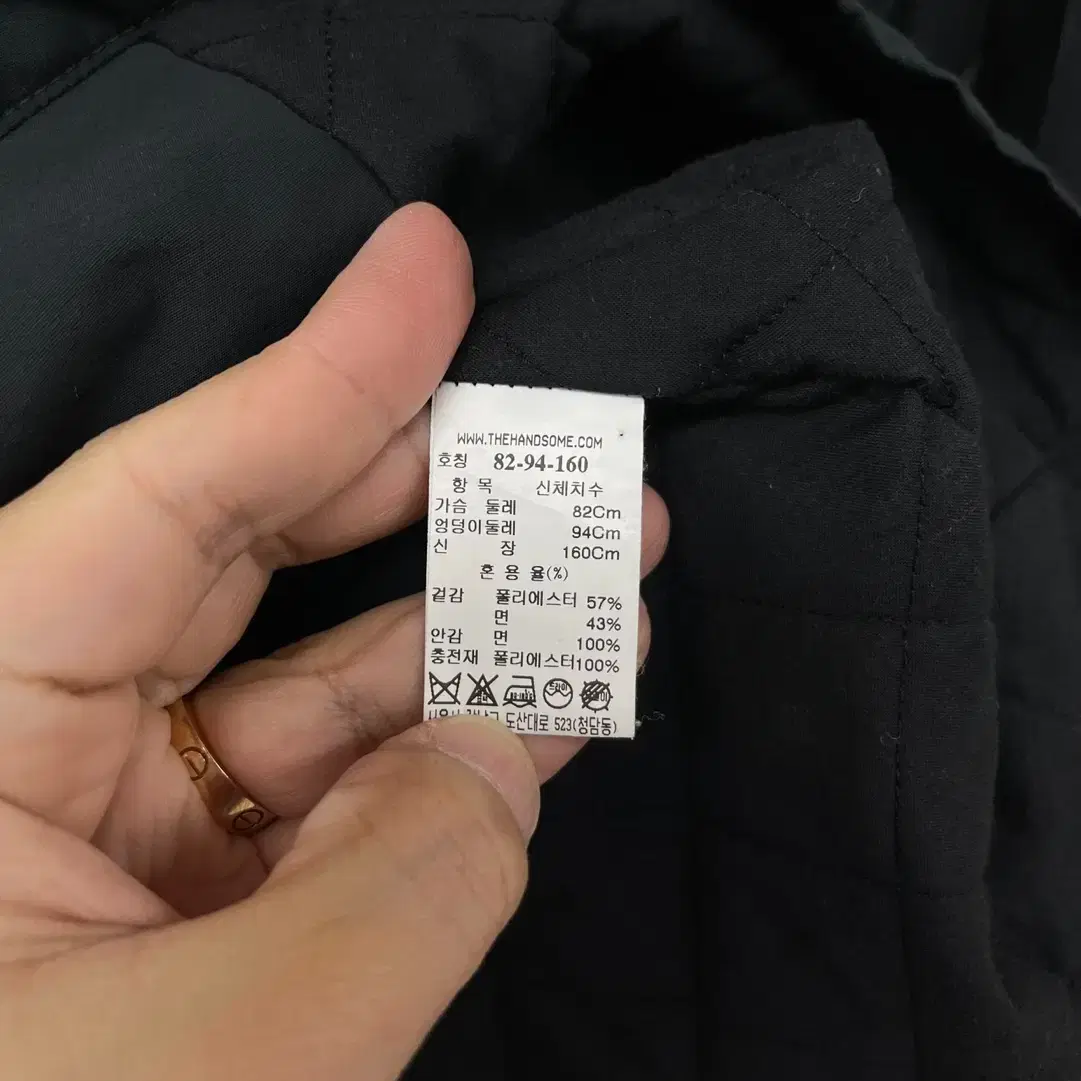 WWW.THEHANDSOME.COM
호칭 82-94-160
항 목 신체치수
가슴 둘레 82Cm
엉덩이둘레 94Cm
신 장 160Cm
혼 용 율(%)
겉감 폴리에스터 57%
면 43%
안감 면 100%
충전재 폴리에스터100%
드라이
도산대로 523(청담동)